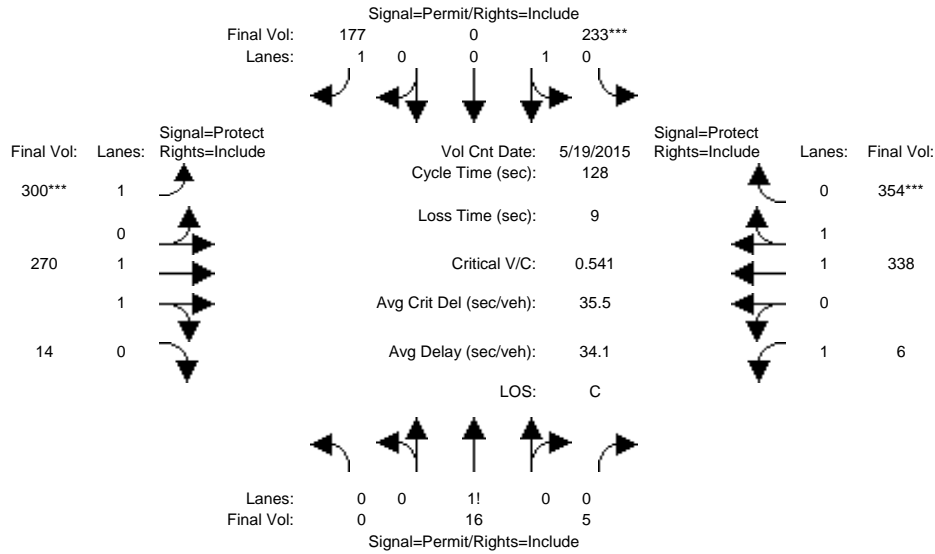 Signal=Permit/Rights=Include
Final Vol: 177 0 233***
Lanes: 1 0 0 1 0
Signal=Protect Signal=Protect
Final Vol: Lanes: Rights=Include Vol Cnt Date: 5/19/2015 Rights=Include Lanes: Final Vol:
Cycle Time (sec): 128
300*** 1 0 354***
Loss Time (sec): 9
0 1
270 1 Critical V/C: 0.541 1 338
1 Avg Crit Del (sec/veh): 35.5 0
14 0 Avg Delay (sec/veh): 34.1 1 6
LOS: C
Lanes: 0 0 1! 0 0
Final Vol: 0 16 5
Signal=Permit/Rights=Include